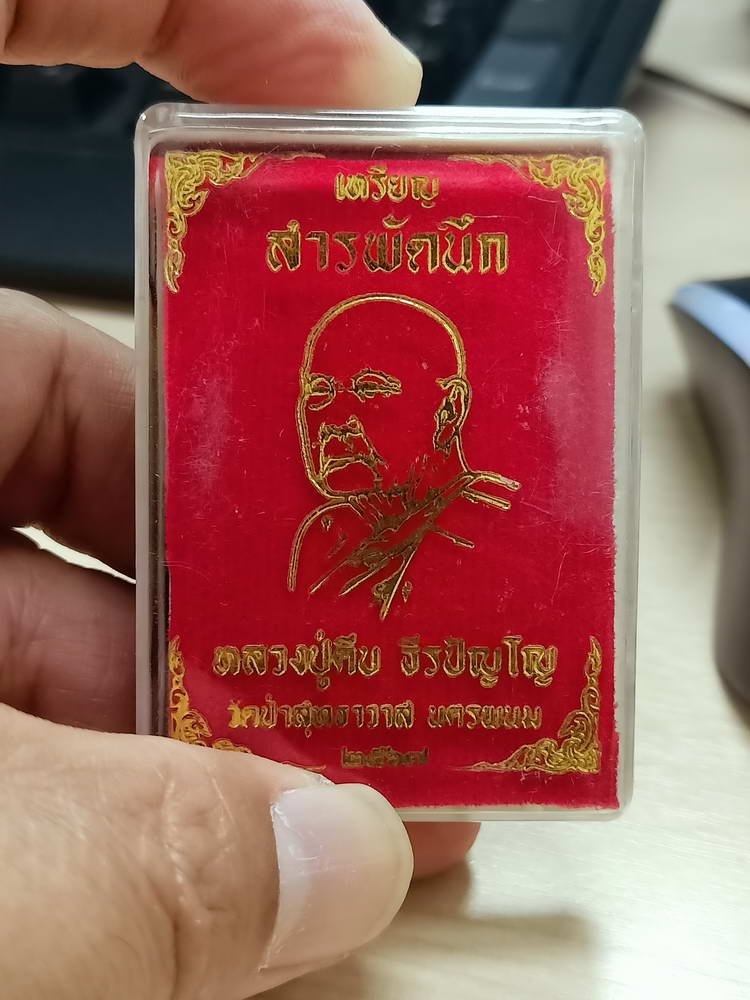 เหรียญ
สารพัดนึก
หลวงปู่คีบ ธีรปัญโญ
วัดป่าสุทธาวาส นครพนม
๒๕๖๗